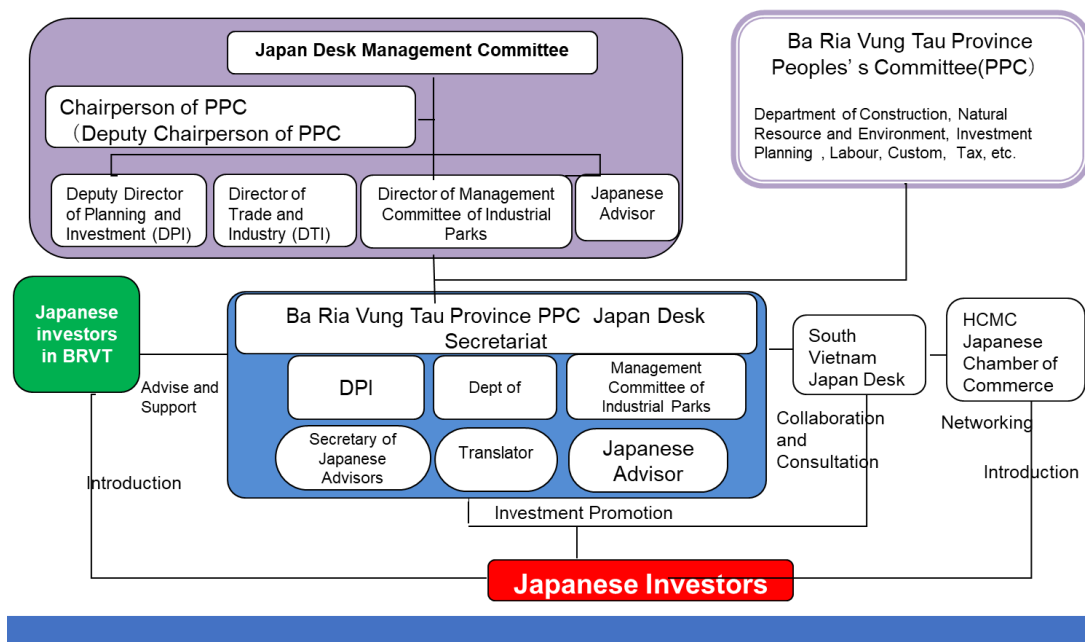 Japan Desk Management Committee
Chairperson of PPC
（Deputy Chairperson of PPC
Deputy Director
of Planning and
Investment (DPI)
Director of
Trade and
Industry (DTI)
Director of Management
Committee of Industrial
Parks
Japanese
Advisor
Ba Ria Vung Tau Province
Peoples’ s Committee(PPC）
Department of Construction, Natural
Resource and Environment, Investment
Planning , Labour, Custom, Tax, etc.
Japanese
investors
in BRVT
Advise and
Support
Introduction
Ba Ria Vung Tau Province PPC Japan Desk
Secretariat
DPI
Dept of
Management
Committee of
Industrial Parks
Secretary of
Japanese
Advisors
Translator
Japanese
Advisor
South
Vietnam
Japan Desk
HCMC
Japanese
Chamber of
Commerce
Collaboration
and
Consultation
Networking
Introduction
Investment Promotion
Japanese Investors